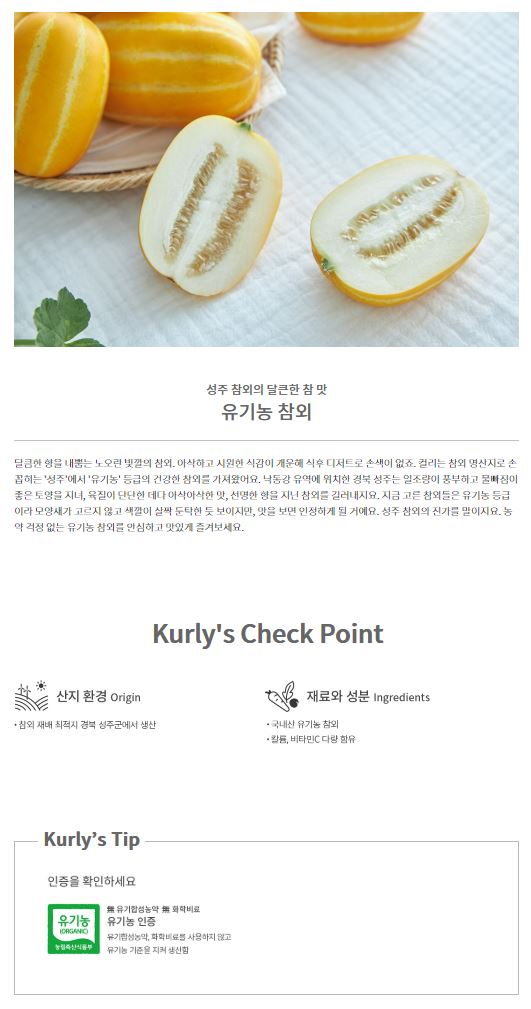 성주 참외의 달큰한 참 맛
유기농 참외
달큼한 향을 내뿜는 노오란 빛깔의 참외. 아삭하고 시원한 식감이 개운해 식후 디저트로 손색이 없죠. 컬리는 참외 명산지로 손
꼽히는 '성주'에서 '유기농' 등급의 건강한 참외를 가져왔어요. 낙동강 유역에 위치한 경북 성주는 일조량이 풍부하고 물빠짐이
좋은 토양을 지녀, 육질이 단단한 데다 아삭아삭한 맛, 선명한 향을 지닌 참외를 길러내지요. 지금 고른 참외들은 유기농 등급
이라 모양새가 고르지 않고 색깔이 살짝 둔탁한 듯 보이지만, 맛을 보면 인정하게 될 거예요. 성주 참외의 진가를 말이지요. 농
약 걱정 없는 유기농 참외를 안심하고 맛있게 즐겨보세요.
Kurly's Check Point
산지 환경 Origin
• 참외 재배 최적지 경북 성주군에서 생산
재료와 성분 Ingredients
• 국내산 유기농 참외
• 칼륨, 비타민C 다량 함유
Kurly's Tip
인증을 확인하세요
유기농
(ORGANIC)
농림축산식품부
無 유기합성농약 無 화학비료
유기농 인증
유기합성농약, 화학비료를 사용하지 않고
유기농 기준을 지켜 생산함